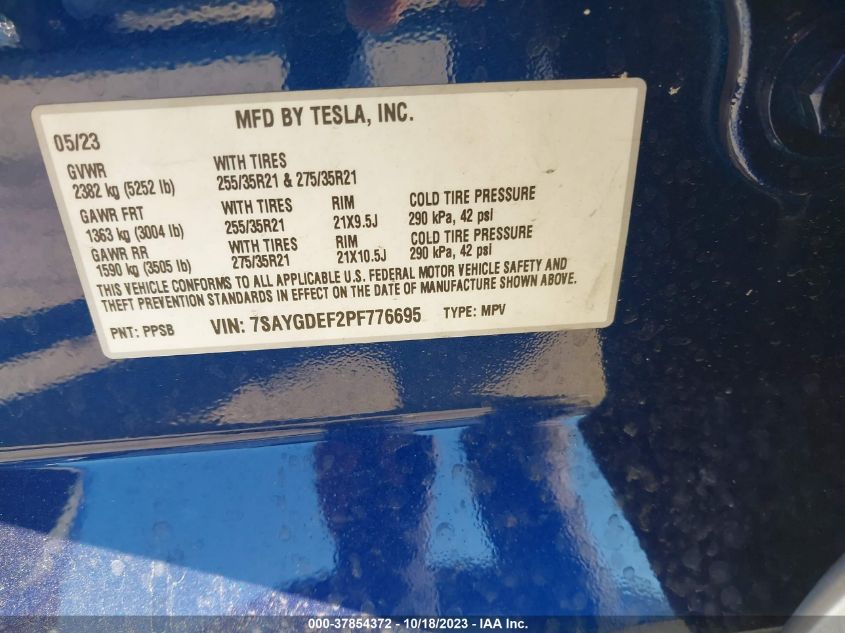 MFD BY TESLA, INC.
05/23
GVWR
2382 kg (5252 lb)
WITH TIRES
255/35R21 & 275/35R21
GAWR FRT
1363 kg (3004 lb)
WITH TIRES
255/35R21
RIM
21X9.5J
COLD TIRE PRESSURE
290 kPa, 42 psi
GAWR RR
1590 kg (3505 lb)
WITH TIRES
275/35R21
RIM
21X10.5J
COLD TIRE PRESSURE
290 kPa, 42 psi
THIS VEHICLE CONFORMS TO ALL APPLICABLE U.S. FEDERAL MOTOR VEHICLE SAFETY AND
THEFT PREVENTION STANDARDS IN EFFECT ON THE DATE OF MANUFACTURE SHOWN ABOVE.
PNT: PPSB VIN: 7SAYGDEF2PF776695 TYPE: MPV
000-37854372 - 10/18/2023 - IAA Inc.